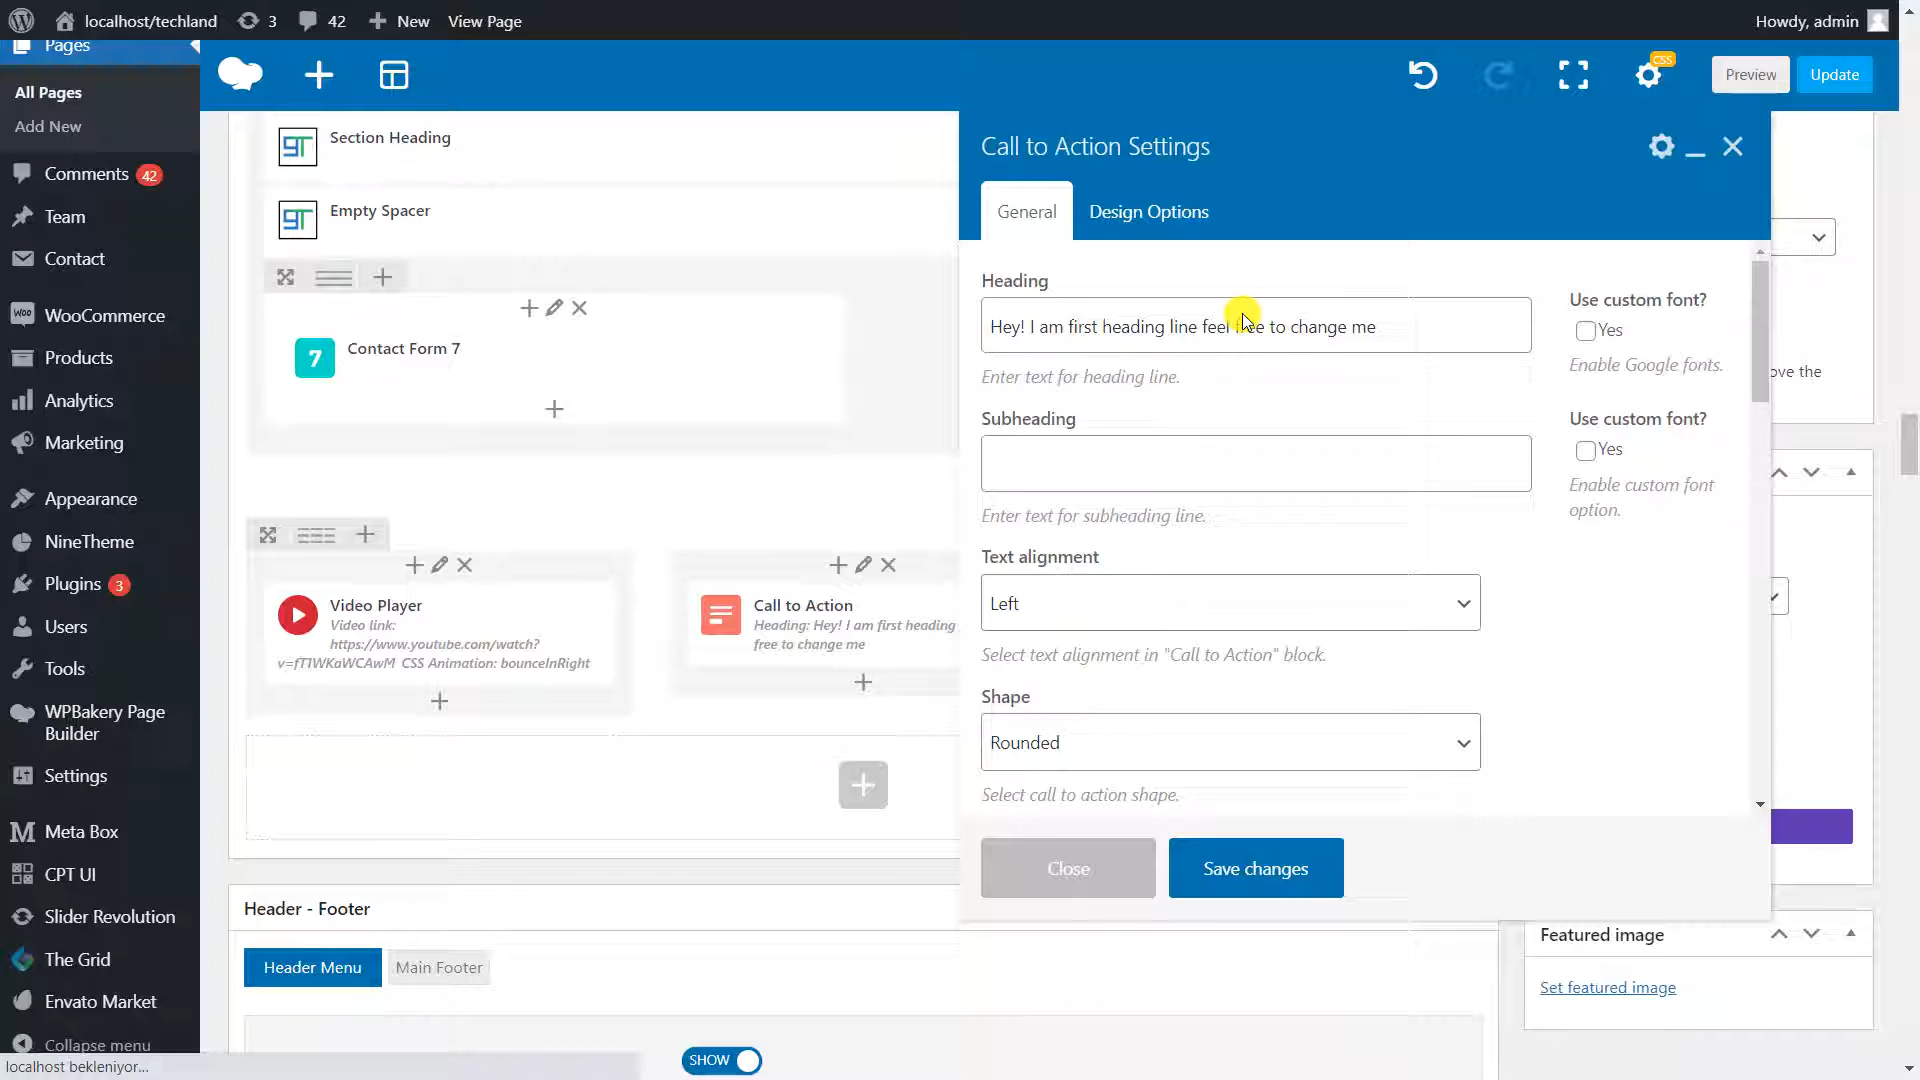 localhost/techland
3
42
New
View Page
Howdy, admin
Pages
All Pages
Add New
Comments 42
Team
Contact
WooCommerce
Products
Analytics
Marketing
Appearance
NineTheme
Plugins 3
Users
Tools
WPBakery Page
Builder
Settings
Meta Box
CPT UI
Slider Revolution
The Grid
Envato Market
Collapse menu
localhost bekleniyor...
CSS
Preview
Update
Section Heading
Empty Spacer
7
Contact Form 7
Video Player
Video link:
https://www.youtube.com/watch?
v=fT1WKaWCAwM CSS Animation: bounceInRight
Call to Action
Heading: Hey! I am first heading
free to change me
Header - Footer
Header Menu
Main Footer
SHOW
Call to Action Settings
General
Design Options
Heading
Hey! I am first heading line feel free to change me
Enter text for heading line.
Use custom font?
Yes
Enable Google fonts.
Subheading
Enter text for subheading line.
Use custom font?
Yes
Enable custom font
option.
Text alignment
Left
Select text alignment in "Call to Action" block.
Shape
Rounded
Select call to action shape.
Close
Save changes
ove the
Featured image
Set featured image